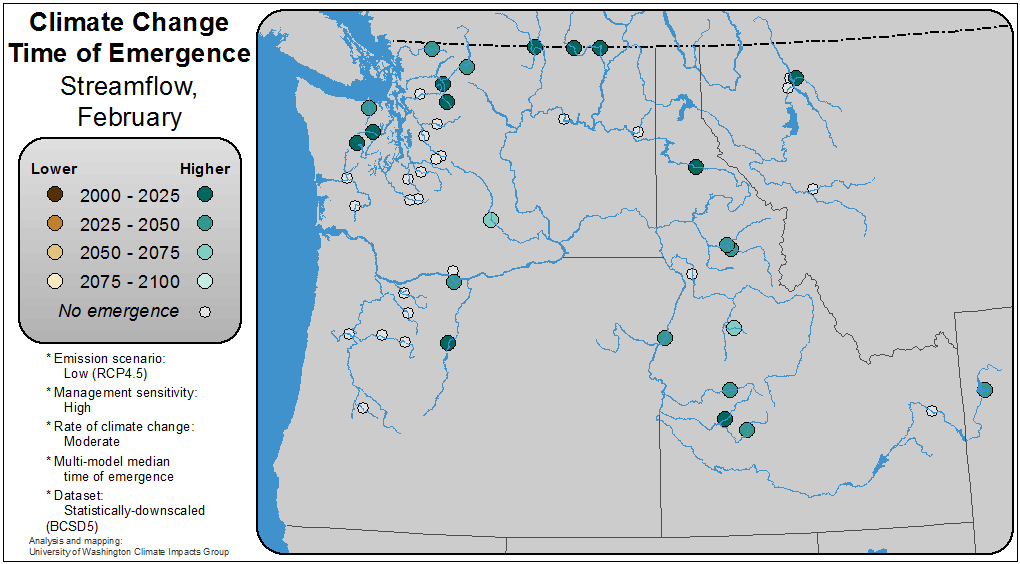 Climate Change
Time of Emergence
Streamflow,
February
Lower Higher
2000 - 2025
2025 - 2050
2050 - 2075
2075 - 2100
No emergence
* Emission scenario:
Low (RCP4.5)
* Management sensitivity:
High
* Rate of climate change:
Moderate
* Multi-model median
time of emergence
* Dataset:
Statistically-downscaled
(BCSD5)
Analysis and mapping:
University of Washington Climate Impacts Group